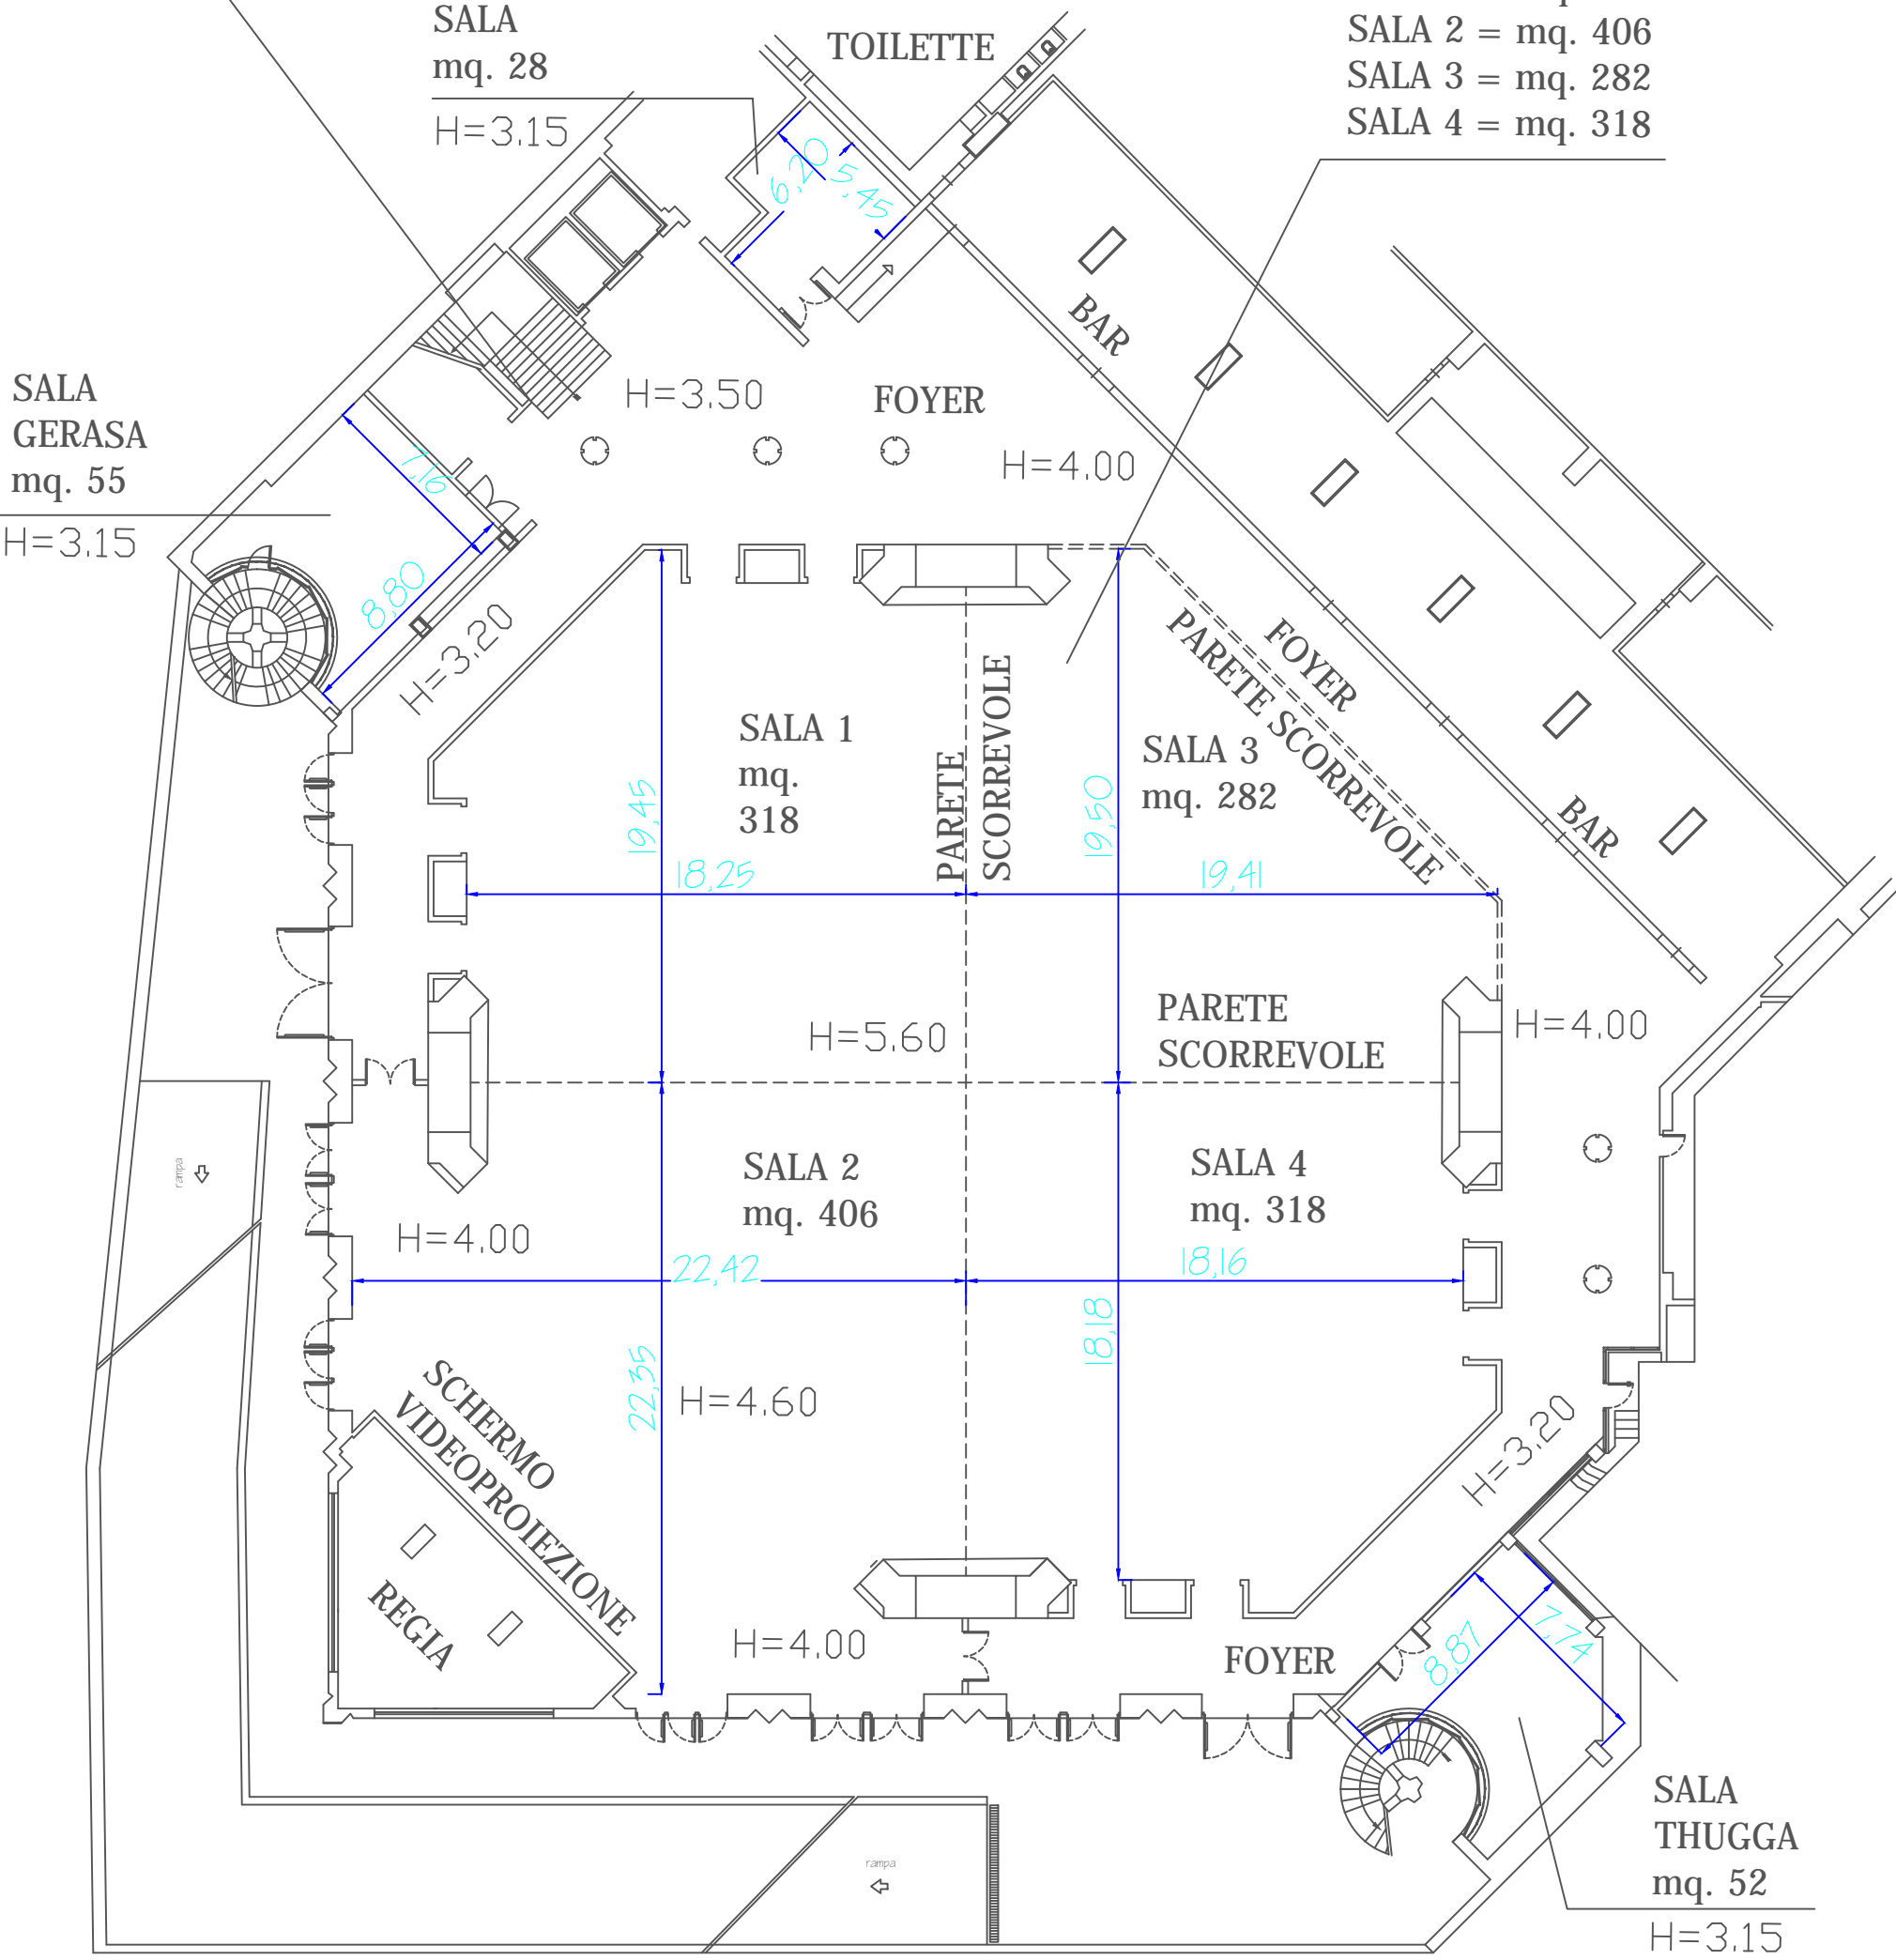 SALA
mq. 28
H=3.15
TOILETTE
SALA 2 = mq. 406
SALA 3 = mq. 282
SALA 4 = mq. 318
6,20
5,45
BAR
SALA
GERASA
mq. 55
H=3.15
H=3.50
FOYER
H=4.00
7,16
8,80
H=3.20
FOYER
PARETE SCORREVOLE
SALA 1
mq.
318
PARETE
SCORREVOLE
SALA 3
mq. 282
19,45
19,50
18,25
19,41
BAR
H=5.60
PARETE
SCORREVOLE
H=4.00
rampa
SALA 2
mq. 406
SALA 4
mq. 318
H=4.00
22,42
18,16
18,18
22,35
H=4.60
SCHERMO
VIDEOPROIEZIONE
H=3.20
REGIA
H=4.00
FOYER
8,87
7,74
SALA
THUGGA
mq. 52
H=3.15
rampa